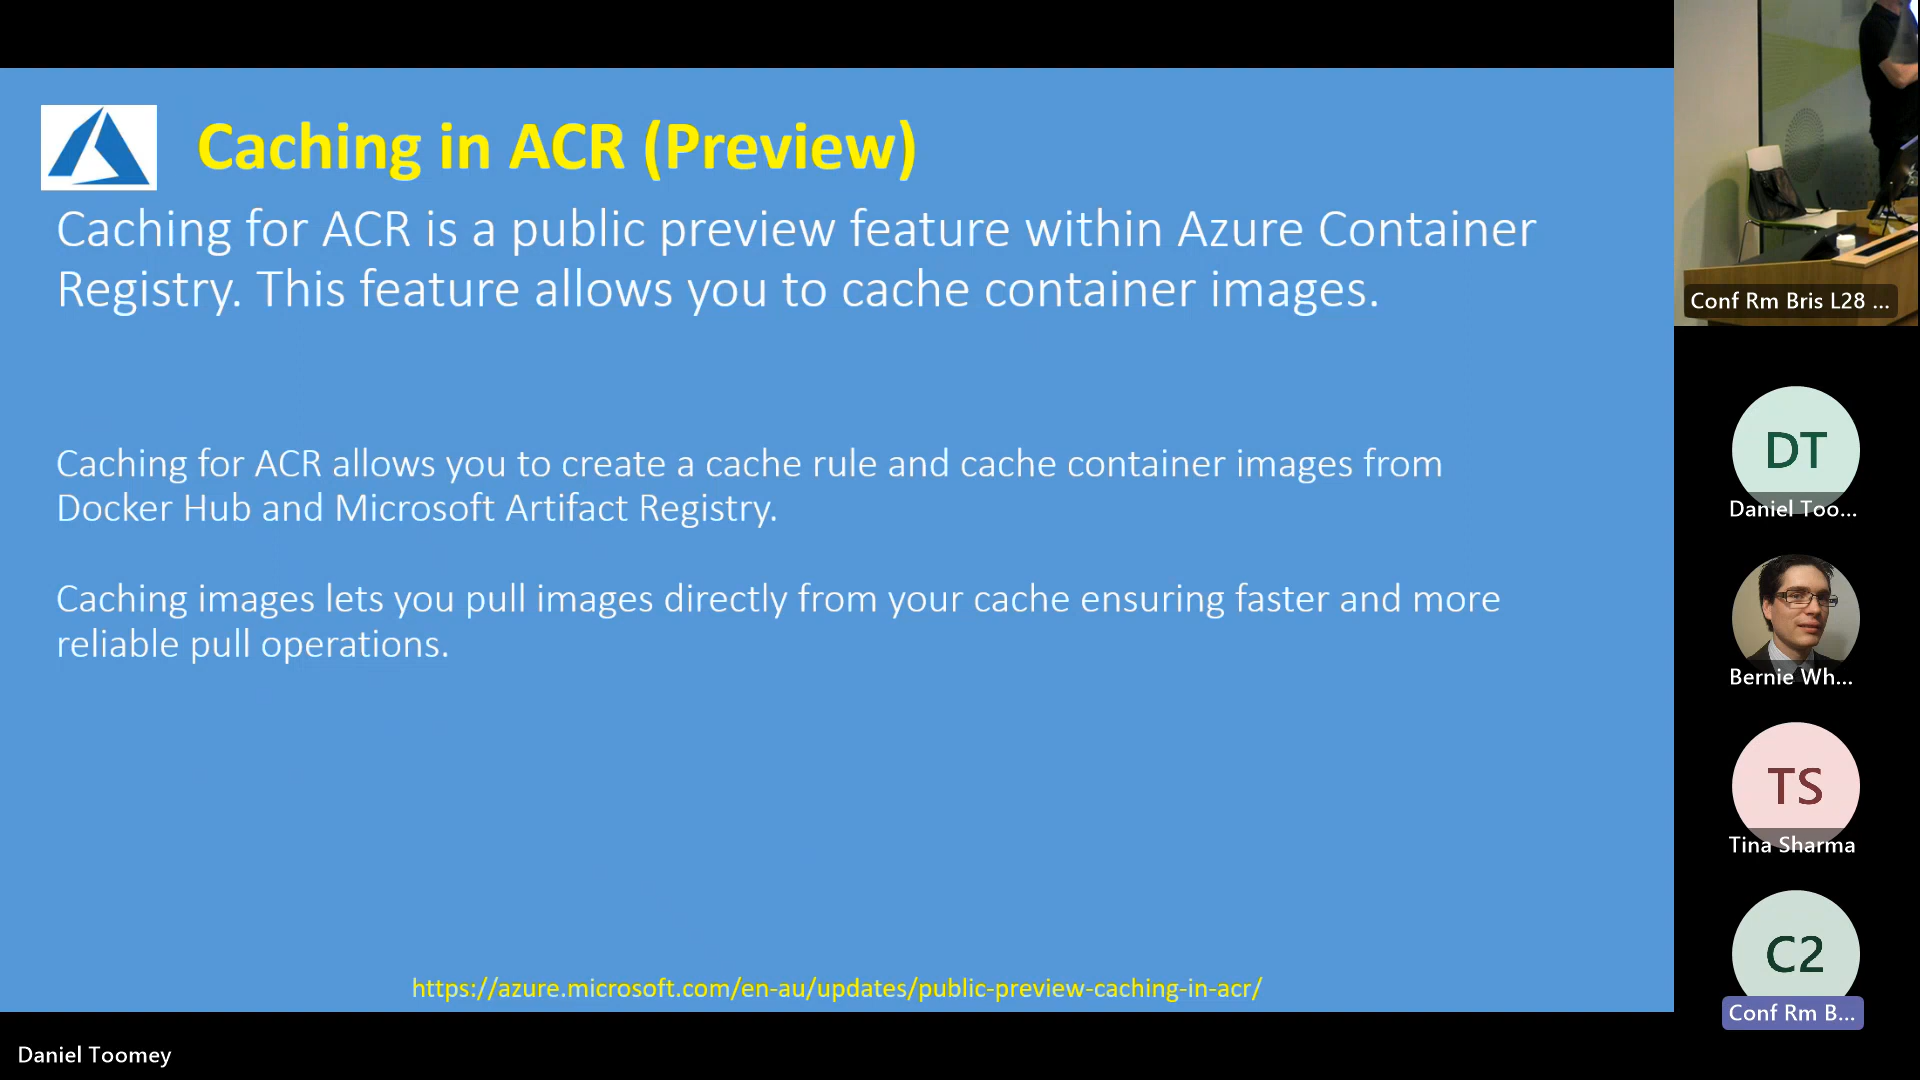 Caching in ACR (Preview)
Caching for ACR is a public preview feature within Azure Container
Registry. This feature allows you to cache container images.
Caching for ACR allows you to create a cache rule and cache container images from
Docker Hub and Microsoft Artifact Registry.
Caching images lets you pull images directly from your cache ensuring faster and more
reliable pull operations.
https://azure.microsoft.com/en-au/updates/public-preview-caching-in-acr/
Daniel Toomey
Conf Rm Bris L28 ...
DT
Daniel Too...
Bernie Wh...
TS
Tina Sharma
C2
Conf Rm B...